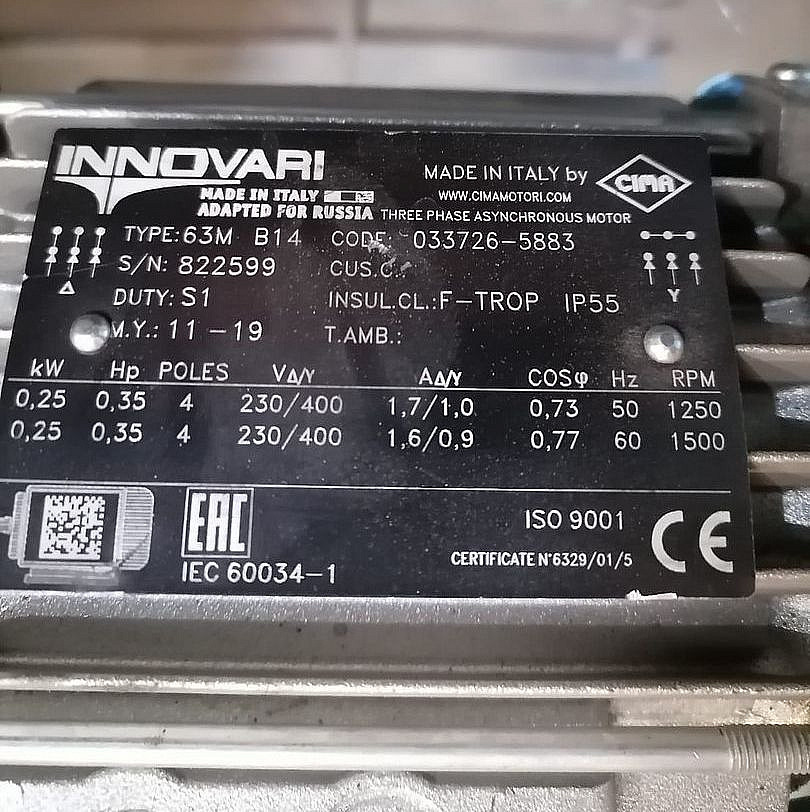 INNOVARI
MADE IN ITALY
ADAPTED FOR RUSSIA
MADE IN ITALY by CIMA
WWW.CIMAMOTORI.COM
THREE PHASE ASYNCHRONOUS MOTOR
TYPE:63M B14 CODE: 033726-5883
S/N: 822599 CUS.C.:
DUTY: S1 INSUL.CL.:F-TROP IP55
M.Y.: 11-19 T.AMB.:
Δ Y
kW Hp POLES VΔ/Y AΔ/Y COSφ Hz RPM
0,25 0,35 4 230/400 1,7/1,0 0,73 50 1250
0,25 0,35 4 230/400 1,6/0,9 0,77 60 1500
EAC
IEC 60034-1
ISO 9001
CERTIFICATE N°6329/01/5
CE